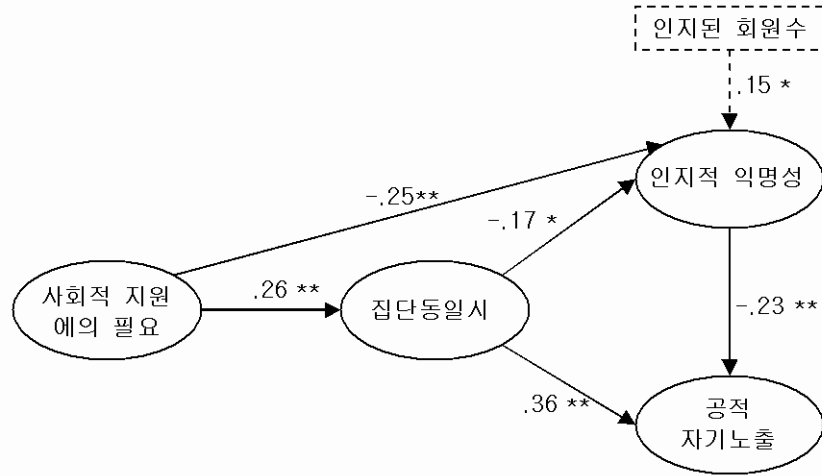 인지된 회원수
.15 *
인지적 익명성
-.25**
-.17 *
사회적 지원
에의 필요
.26 **
집단동일시
-.23 **
.36 **
공적
자기노출